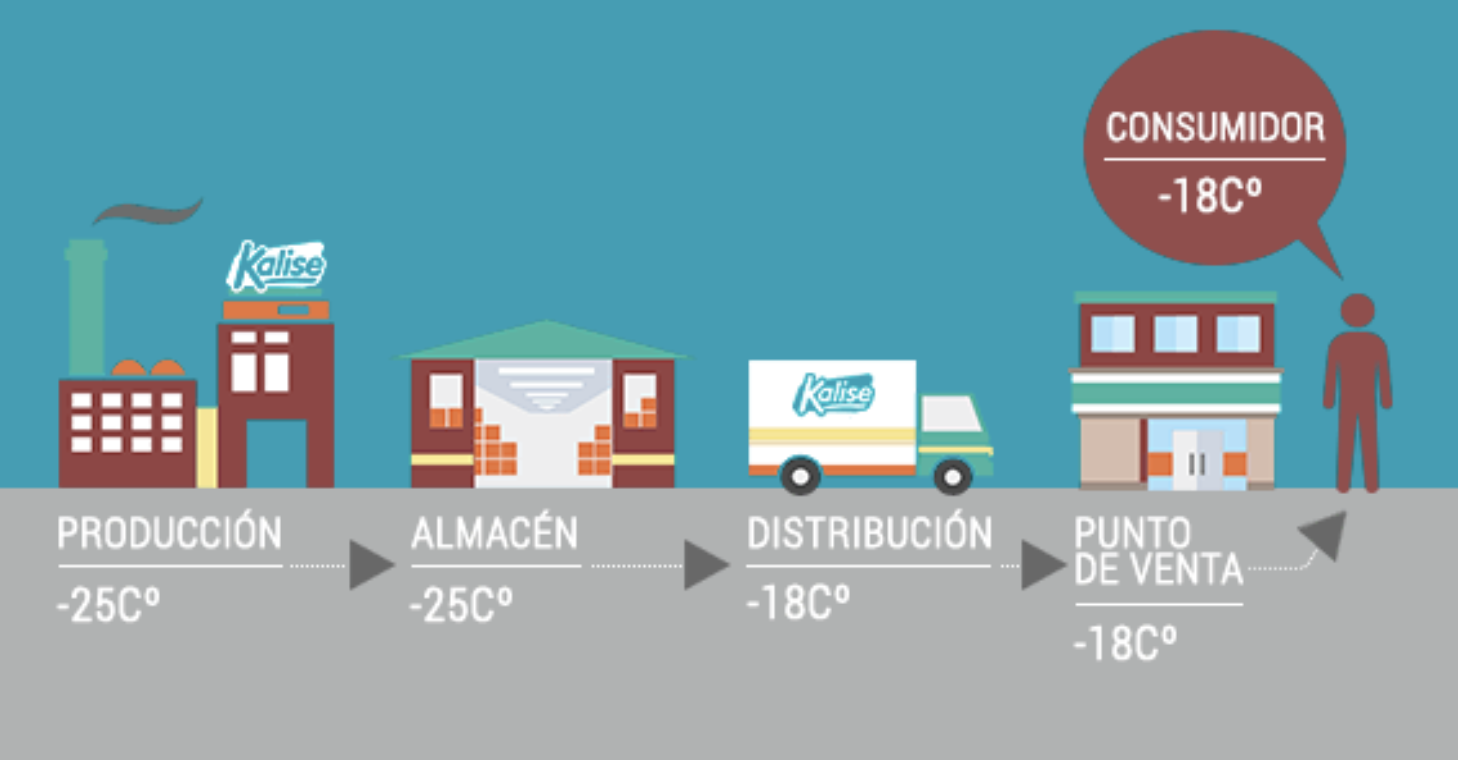 CONSUMIDOR
-18Cº
Kalise
Kalise
PRODUCCIÓN
-25Cº
ALMACÉN
-25Cº
DISTRIBUCIÓN
-18Cº
PUNTO
DE VENTA
-18Cº